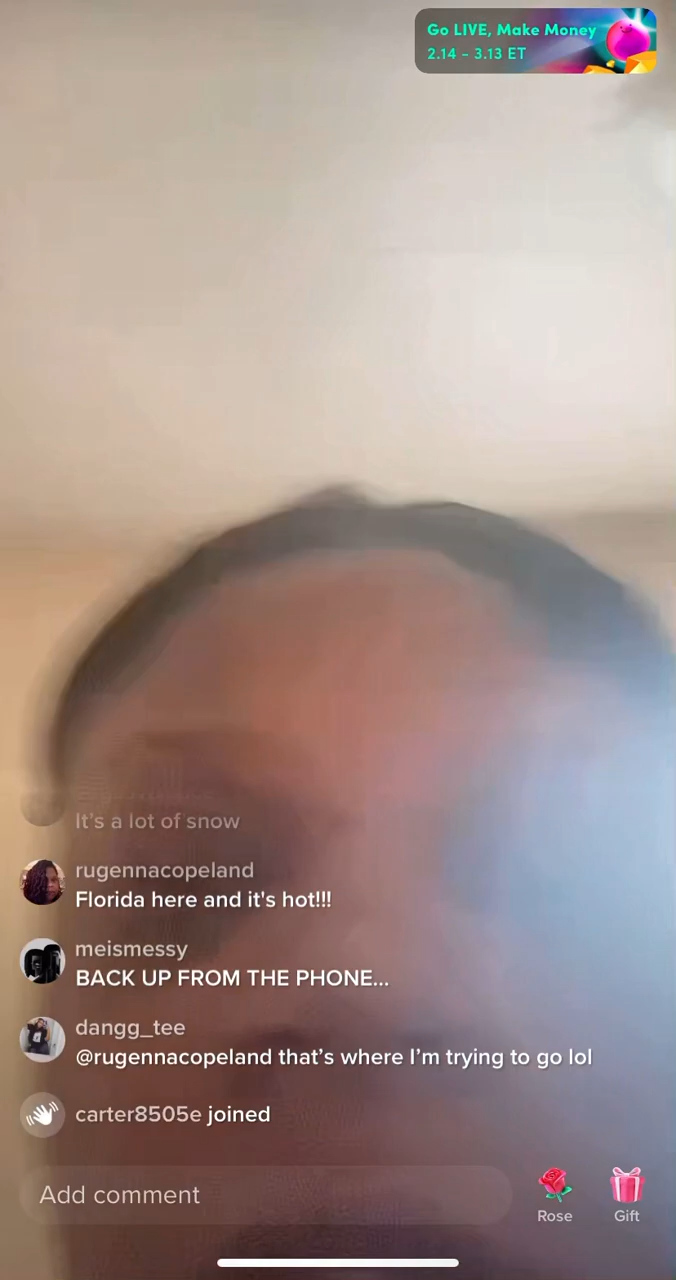 Go LIVE, Make Money
2.14 - 3.13 ET
It's a lot of snow
rugennacopeland
Florida here and it's hot!!!
meismessy
BACK UP FROM THE PHONE...
dangg_tee
@rugennacopeland that's where I'm trying to go lol
carter8505e joined
Add comment
Rose
Gift